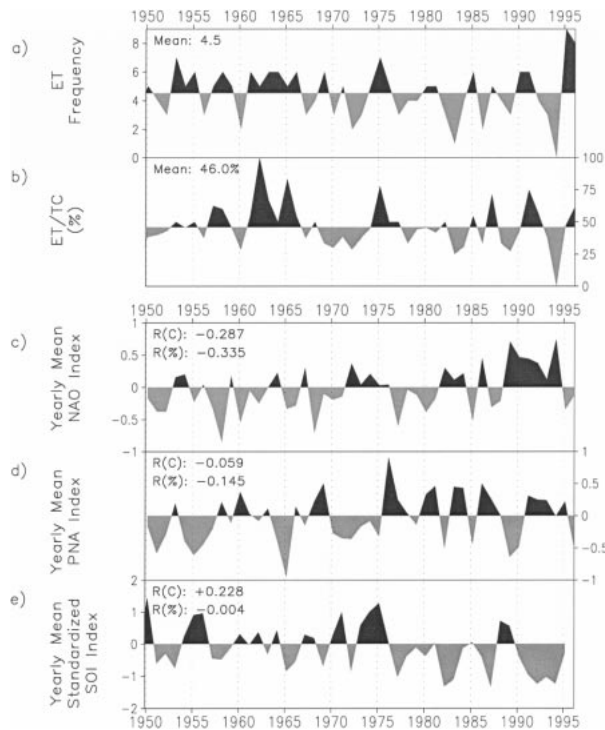 1950 1955 1960 1965 1970 1975 1980 1985 1990 1995
a)
ET
Frequency
8
6
4
2
0
Mean: 4.5
b)
ET/TC
(%)
Mean: 46.0%
100
75
50
25
0
1950 1955 1960 1965 1970 1975 1980 1985 1990 1995
c)
Yearly Mean
NAO Index
1
0.5
0
-0.5
-1
R(C): -0.287
R(%): -0.335
d)
Yearly Mean
PNA Index
R(C): -0.059
R(%): -0.145
1
0.5
0
-0.5
-1
e)
Yearly Mean
Standardized
SOI Index
2
1
0
-1
-2
R(C): +0.228
R(%): -0.004
1950 1955 1960 1965 1970 1975 1980 1985 1990 1995